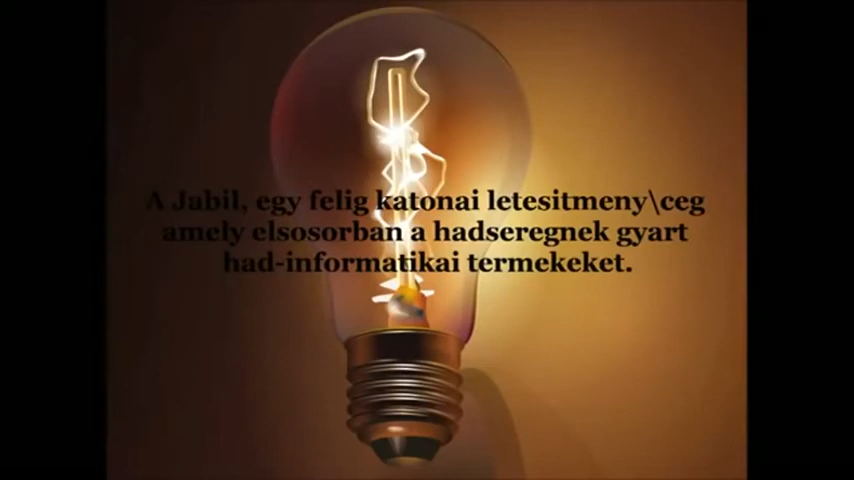 A Jabil, egy felig katonai letesitmeny\ceg
amely elsosorban a hadseregnek gyart
had-informatikai termekeket.